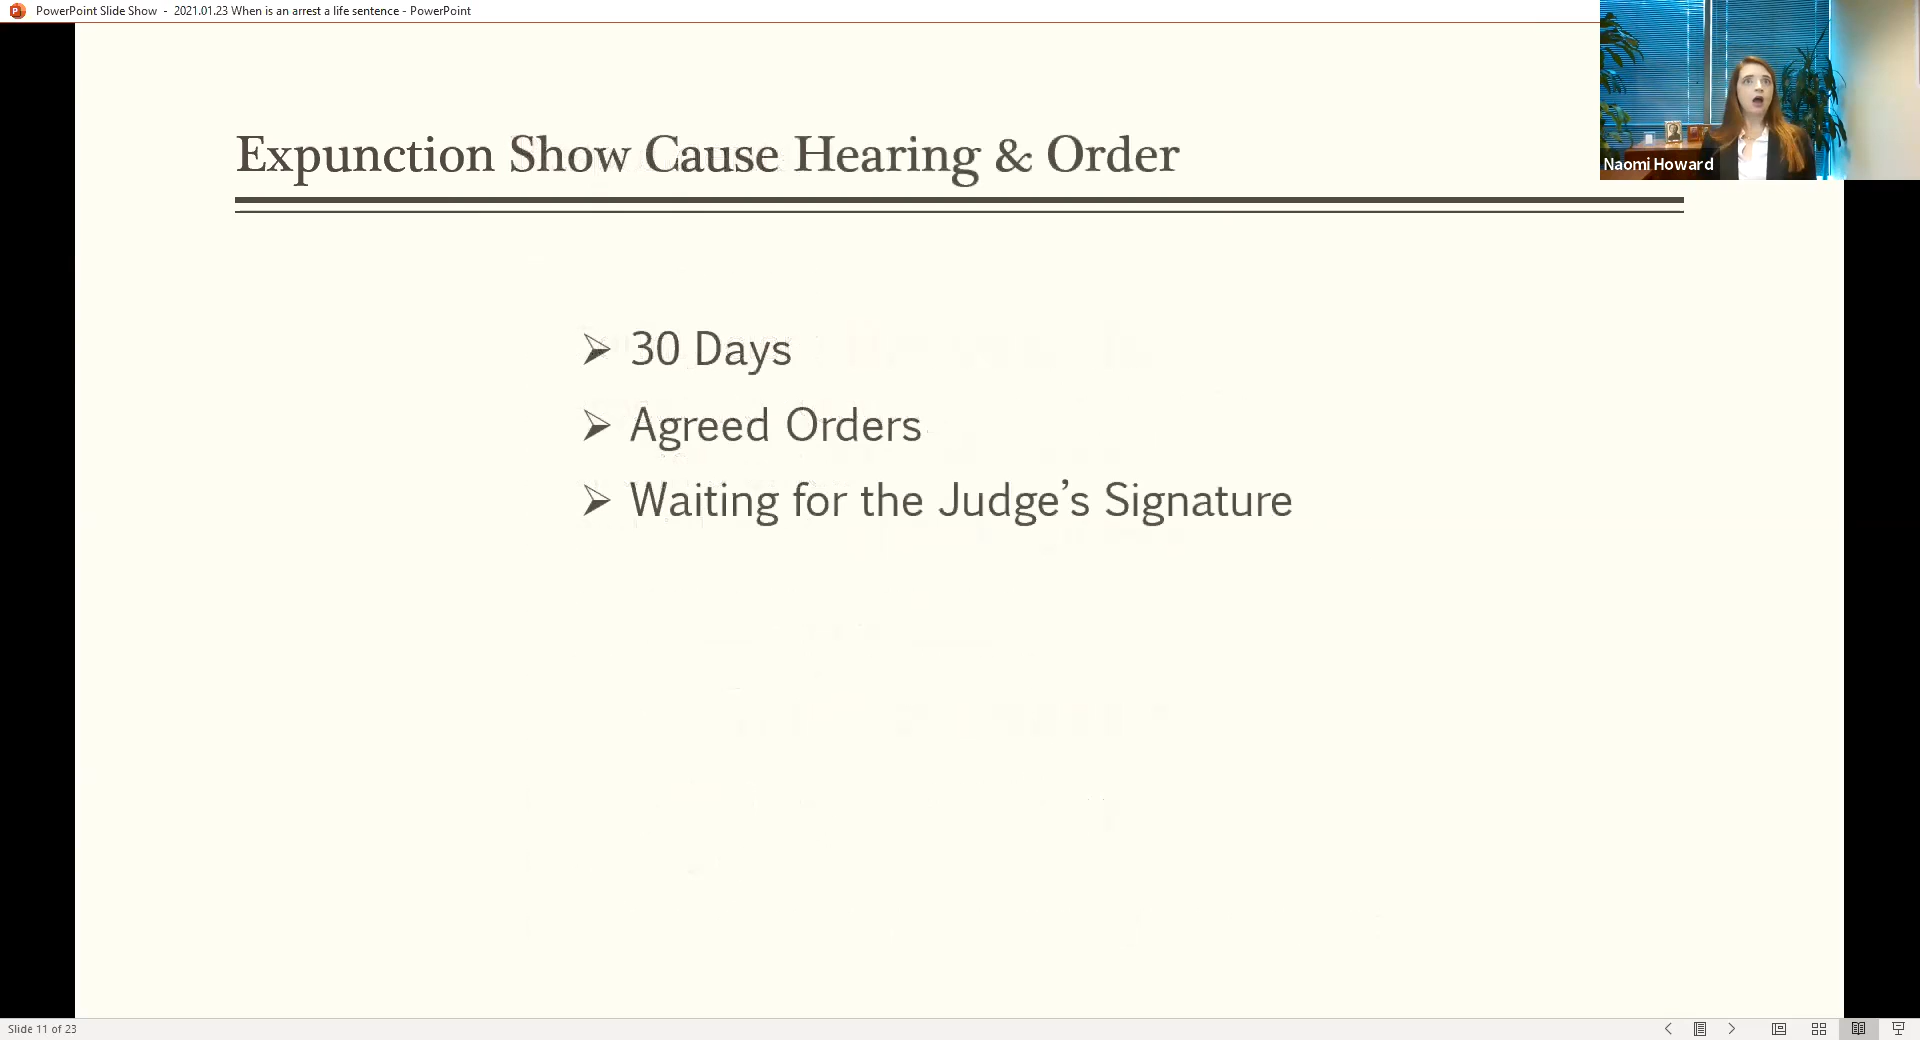 PowerPoint Slide Show - 2021.01.23 When is an arrest a life sentence - PowerPoint
Naomi Howard
Expunction Show Cause Hearing & Order
30 Days
Agreed Orders
Waiting for the Judge’s Signature
Slide 11 of 23